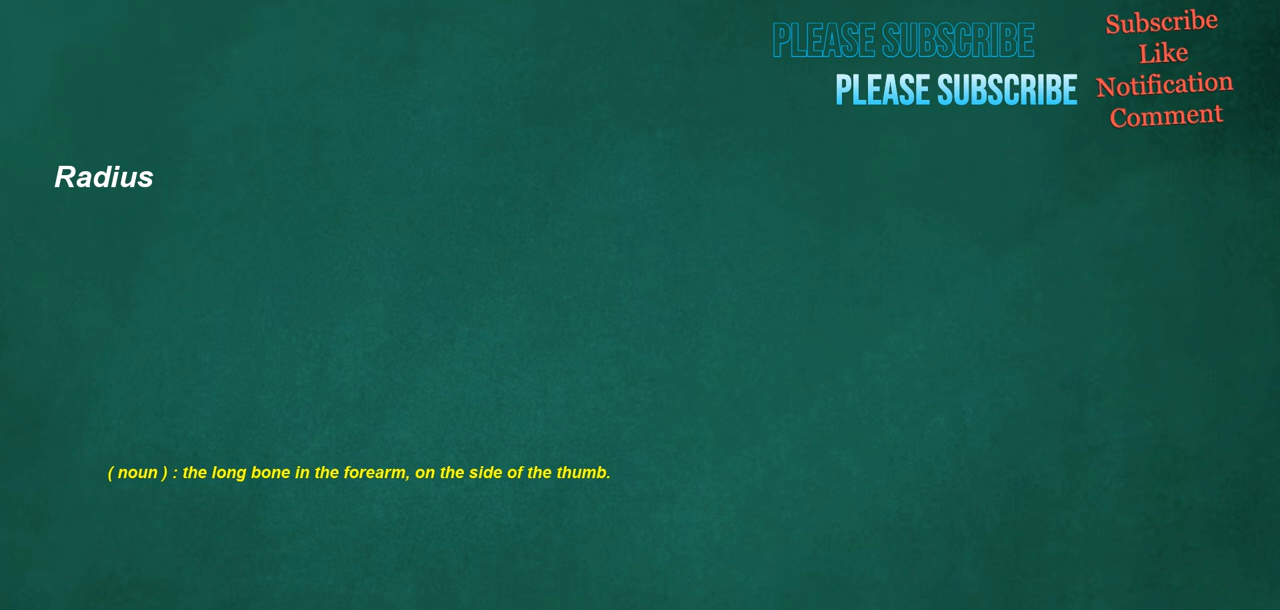 PLEASE SUBSCRIBE
PLEASE SUBSCRIBE
Subscribe
Like
Notification
Comment
Radius
( noun ) : the long bone in the forearm, on the side of the thumb.